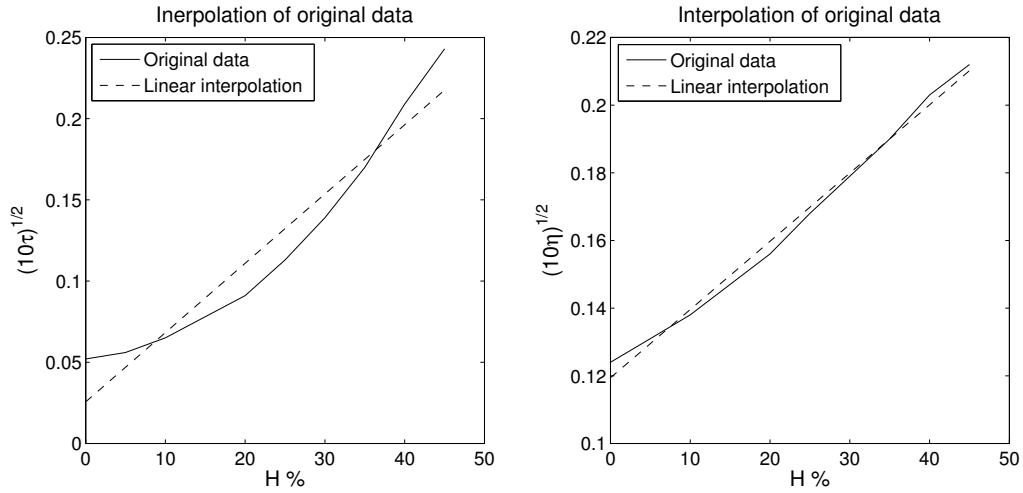 Inerpolation of original data
0.25
0.2
0.15
0.1
0.05
0
Original data
Linear interpolation
(10τ)^{1/2}
0 10 20 30 40 50
H %
Interpolation of original data
0.22
0.2
0.18
0.16
0.14
0.12
0.1
Original data
Linear interpolation
(10η)^{1/2}
0 10 20 30 40 50
H %